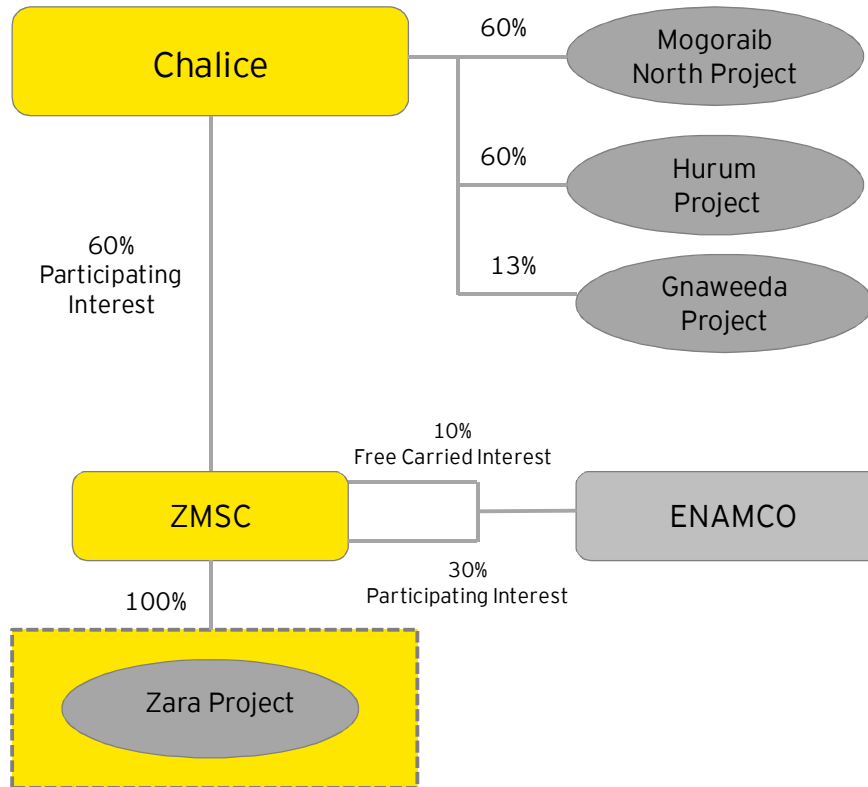 Chalice
60%
Mogoraib
North Project
60%
Hurum
Project
13%
Gnaweeda
Project
60%
Participating
Interest
10%
Free Carried Interest
ZMSC
ENAMCO
30%
Participating Interest
100%
Zara Project